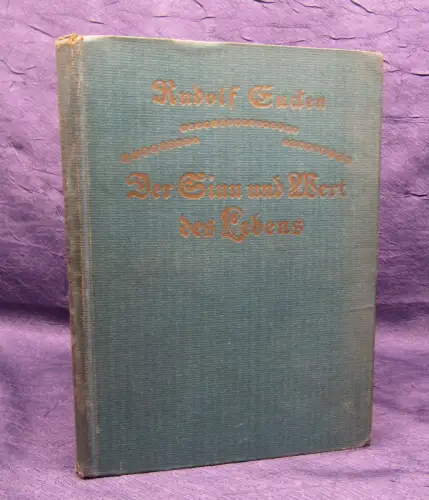 Rudolf Eucken
Der Sinn und Wert
des Lebens